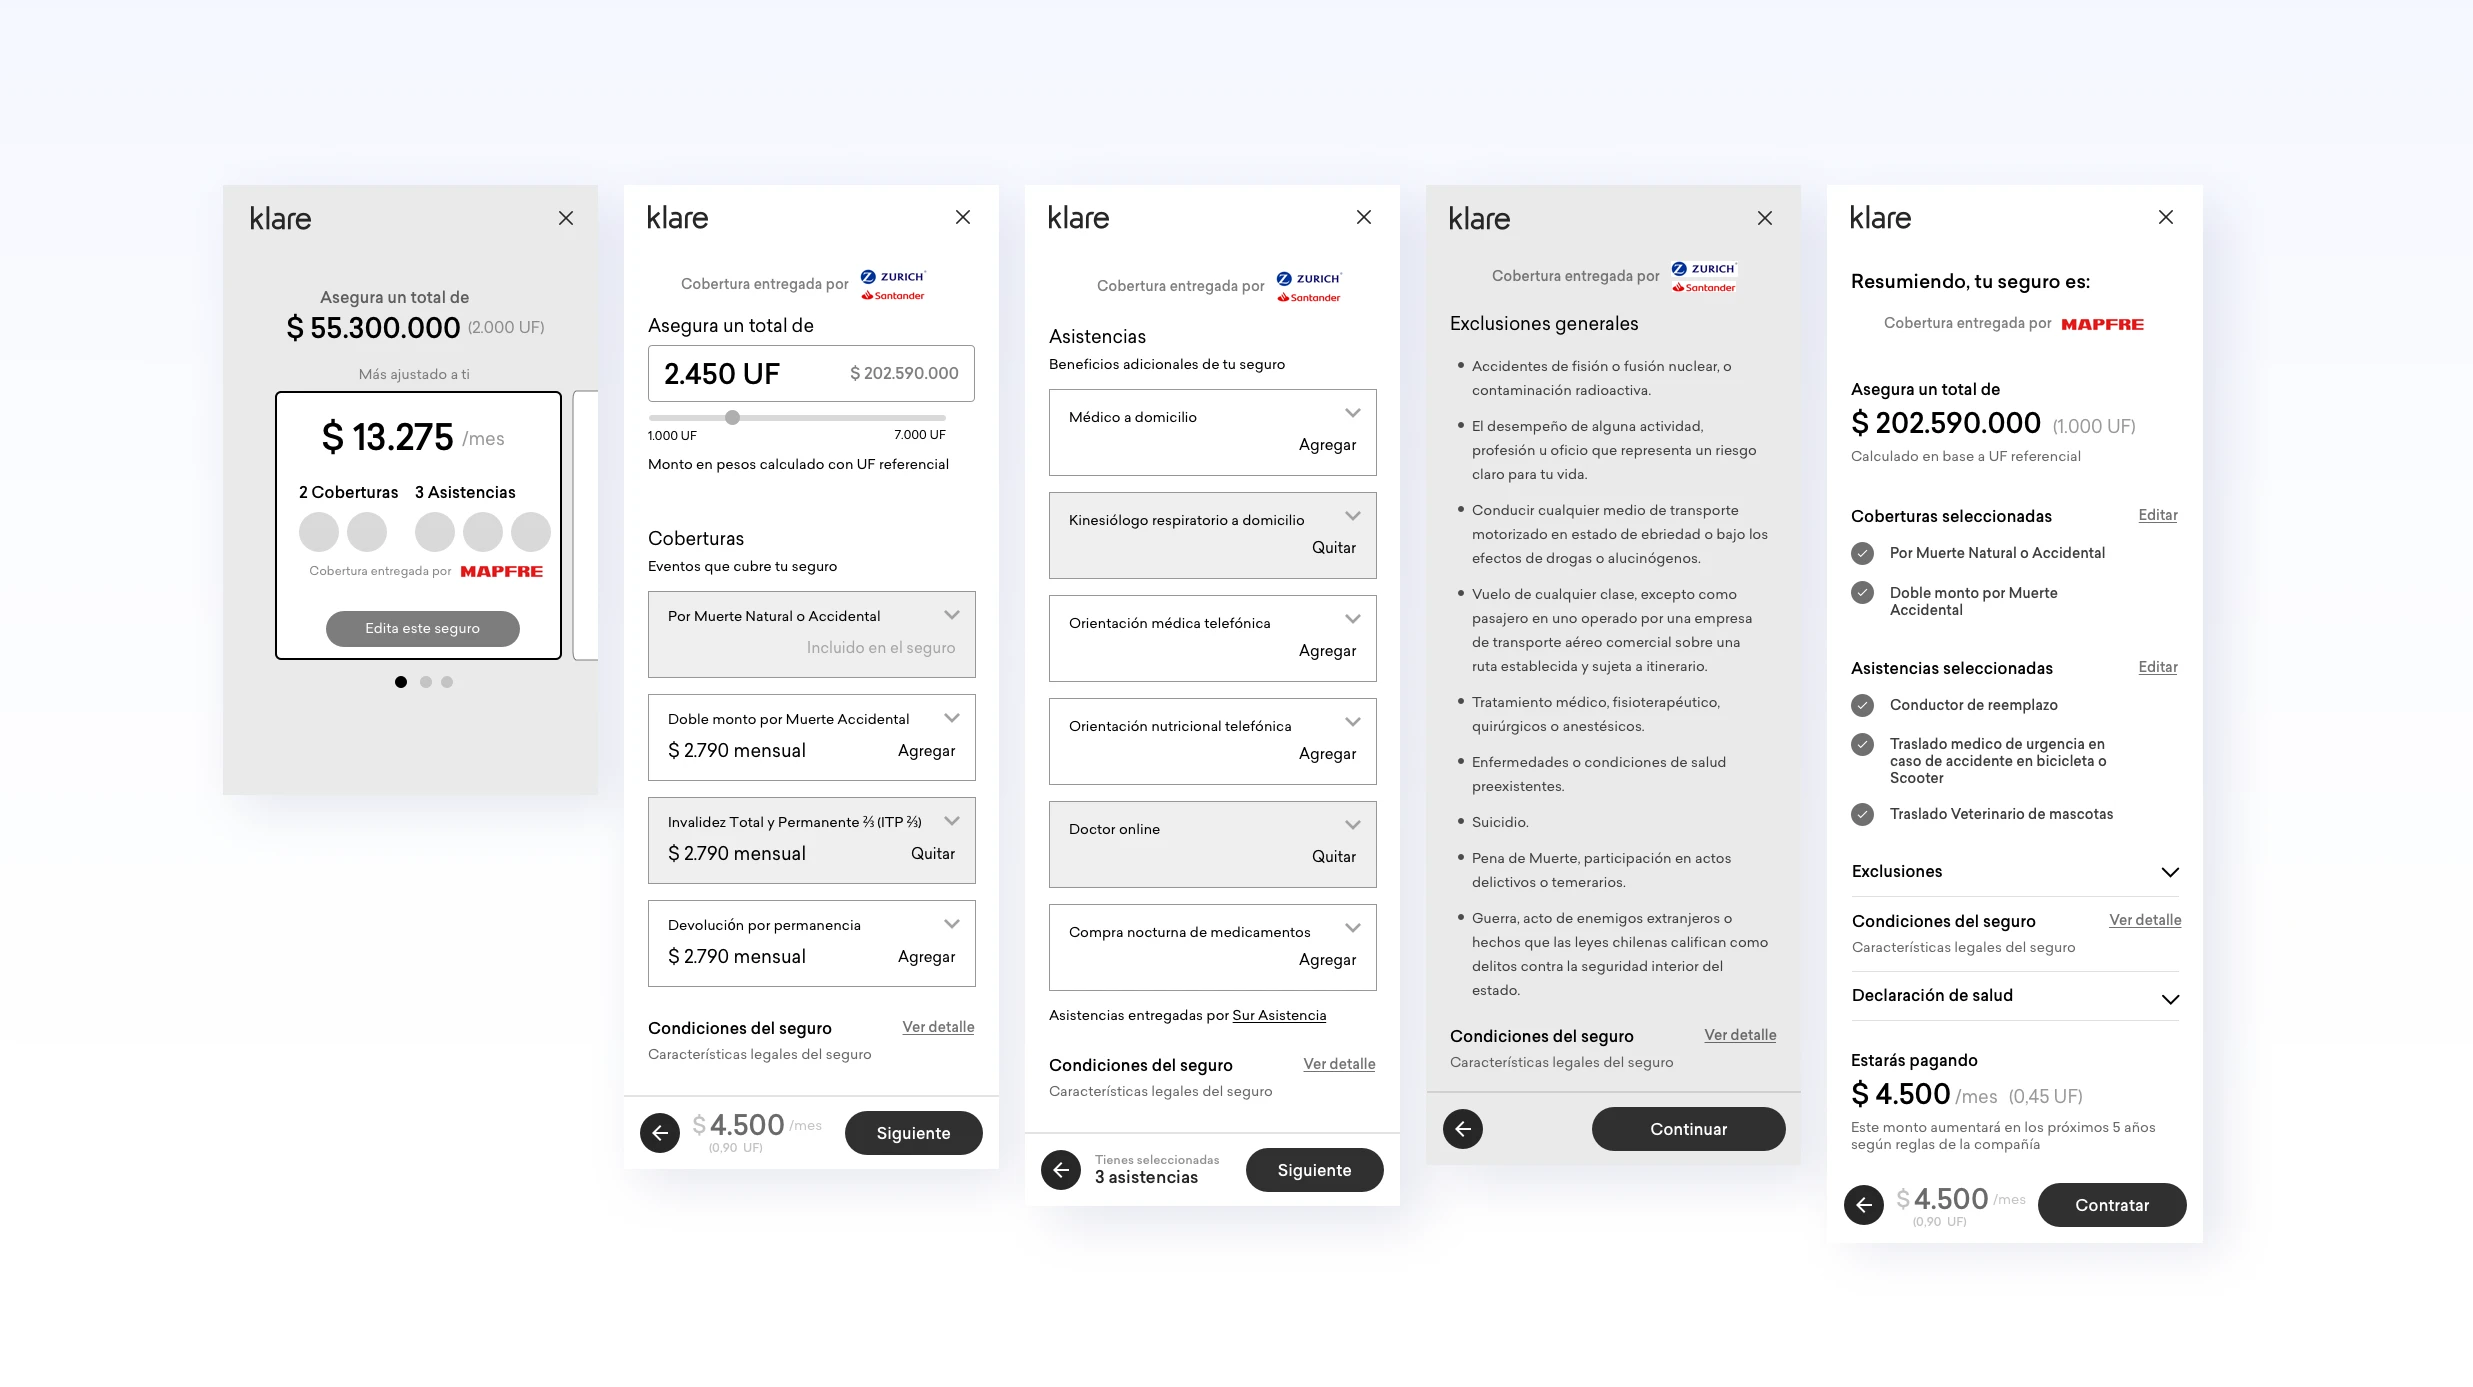 klare
Asegura un total de
$ 55.300.000 (2.000 UF)
Más ajustado a ti
$ 13.275 /mes
2 Coberturas 3 Asistencias
Cobertura entregada por MAPFRE
Edita este seguro
klare
Cobertura entregada por ZURICH
Santander
Asegura un total de
2.450 UF $ 202.590.000
1.000 UF 7.000 UF
Monto en pesos calculado con UF referencial
Coberturas
Eventos que cubre tu seguro
Por Muerte Natural o Accidental
Incluido en el seguro
Doble monto por Muerte Accidental
$ 2.790 mensual Agregar
Invalidez Total y Permanente ⅔ (ITP ⅔)
$ 2.790 mensual Quitar
Devolución por permanencia
$ 2.790 mensual Agregar
Condiciones del seguro Ver detalle
Características legales del seguro
$ 4.500 /mes
(0,90 UF)
Siguiente
klare
Cobertura entregada por ZURICH
Santander
Asistencias
Beneficios adicionales de tu seguro
Médico a domicilio
Agregar
Kinesiólogo respiratorio a domicilio
Quitar
Orientación médica telefónica
Agregar
Orientación nutricional telefónica
Agregar
Doctor online
Quitar
Compra nocturna de medicamentos
Agregar
Asistencias entregadas por Sur Asistencia
Condiciones del seguro Ver detalle
Características legales del seguro
Tienes seleccionadas
3 asistencias
Siguiente
klare
Cobertura entregada por ZURICH
Santander
Exclusiones generales
• Accidentes de fisión o fusión nuclear, o
contaminación radioactiva.
• El desempeño de alguna actividad,
profesión u oficio que representa un riesgo
claro para tu vida.
• Conducir cualquier medio de transporte
motorizado en estado de ebriedad o bajo los
efectos de drogas o alucinógenos.
• Vuelo de cualquier clase, excepto como
pasajero en uno operado por una empresa
de transporte aéreo comercial sobre una
ruta establecida y sujeta a itinerario.
• Tratamiento médico, fisioterapéutico,
quirúrgicos o anestésicos.
• Enfermedades o condiciones de salud
preexistentes.
• Suicidio.
• Pena de Muerte, participación en actos
delictivos o temerarios.
• Guerra, acto de enemigos extranjeros o
hechos que las leyes chilenas califican como
delitos contra la seguridad interior del
estado.
Condiciones del seguro Ver detalle
Características legales del seguro
Continuar
klare
Resumiendo, tu seguro es:
Cobertura entregada por MAPFRE
Asegura un total de
$ 202.590.000 (1.000 UF)
Calculado en base a UF referencial
Coberturas seleccionadas Editar
Por Muerte Natural o Accidental
Doble monto por Muerte
Accidental
Asistencias seleccionadas Editar
Conductor de reemplazo
Traslado medico de urgencia en
caso de accidente en bicicleta o
Scooter
Traslado Veterinario de mascotas
Exclusiones
Condiciones del seguro Ver detalle
Características legales del seguro
Declaración de salud
Estarás pagando
$ 4.500 /mes (0,45 UF)
Este monto aumentará en los próximos 5 años
según reglas de la compañía
$ 4.500 /mes
(0,90 UF)
Contratar